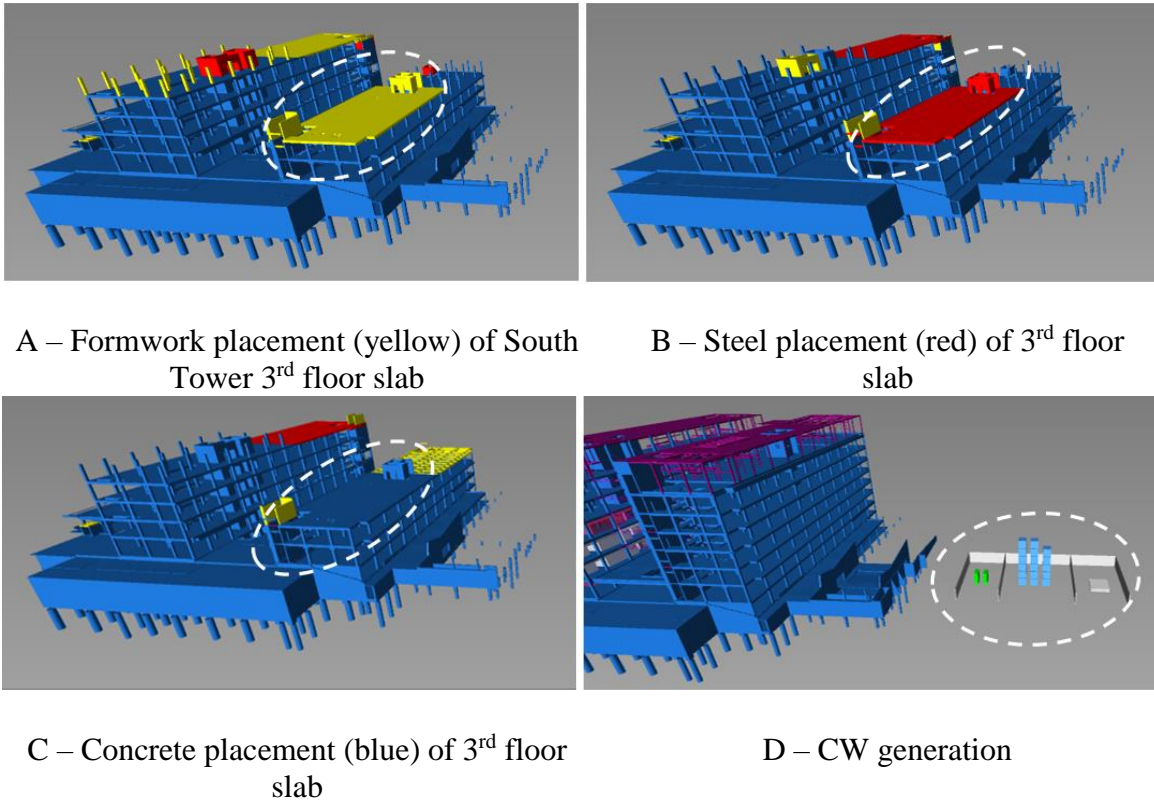 A – Formwork placement (yellow) of South
Tower 3rd floor slab
B – Steel placement (red) of 3rd floor
slab
C – Concrete placement (blue) of 3rd floor
slab
D – CW generation